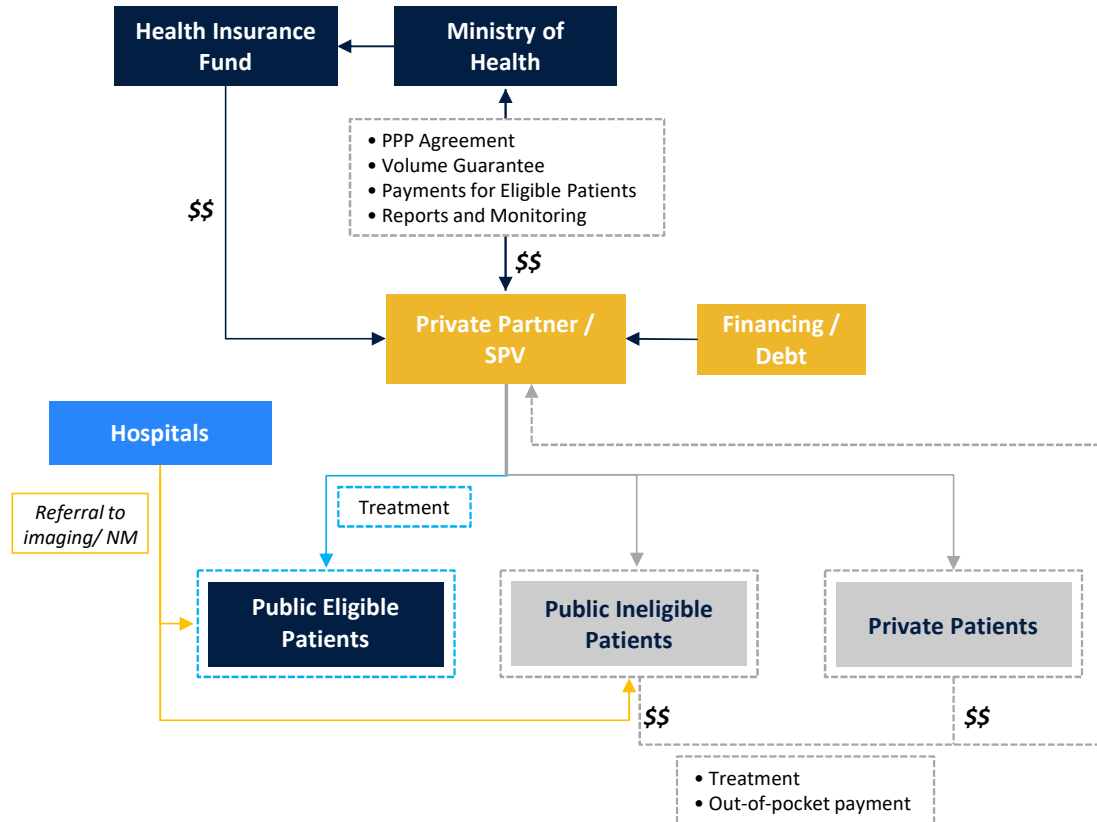 Health Insurance
Fund
Ministry of
Health
• PPP Agreement
• Volume Guarantee
• Payments for Eligible Patients
• Reports and Monitoring
$$
$$
Private Partner /
SPV
Financing /
Debt
Hospitals
Referral to
imaging/ NM
Treatment
Public Eligible
Patients
Public Ineligible
Patients
Private Patients
$$
$$
• Treatment
• Out-of-pocket payment